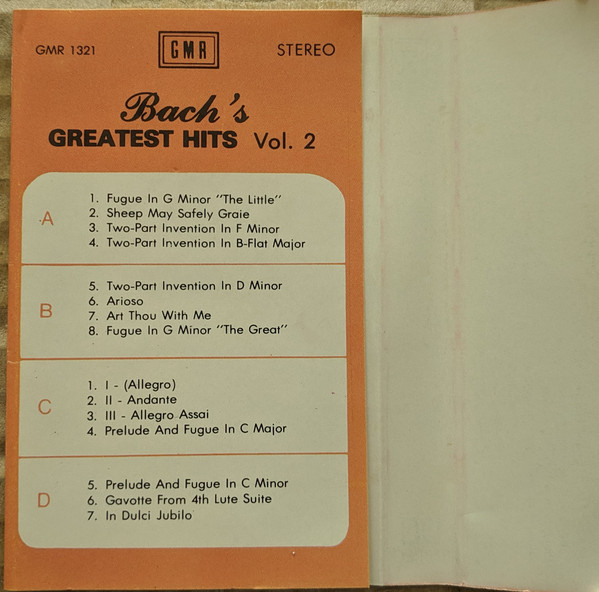 GMR 1321 GMR STEREO
Bach's
GREATEST HITS Vol. 2
A
1. Fugue In G Minor "The Little"
2. Sheep May Safely Graie
3. Two-Part Invention In F Minor
4. Two-Part Invention In B-Flat Major
B
5. Two-Part Invention In D Minor
6. Arioso
7. Art Thou With Me
8. Fugue In G Minor "The Great"
C
1. I - (Allegro)
2. II - Andante
3. III - Allegro Assai
4. Prelude And Fugue In C Major
D
5. Prelude And Fugue In C Minor
6. Gavotte From 4th Lute Suite
7. In Dulci Jubilo